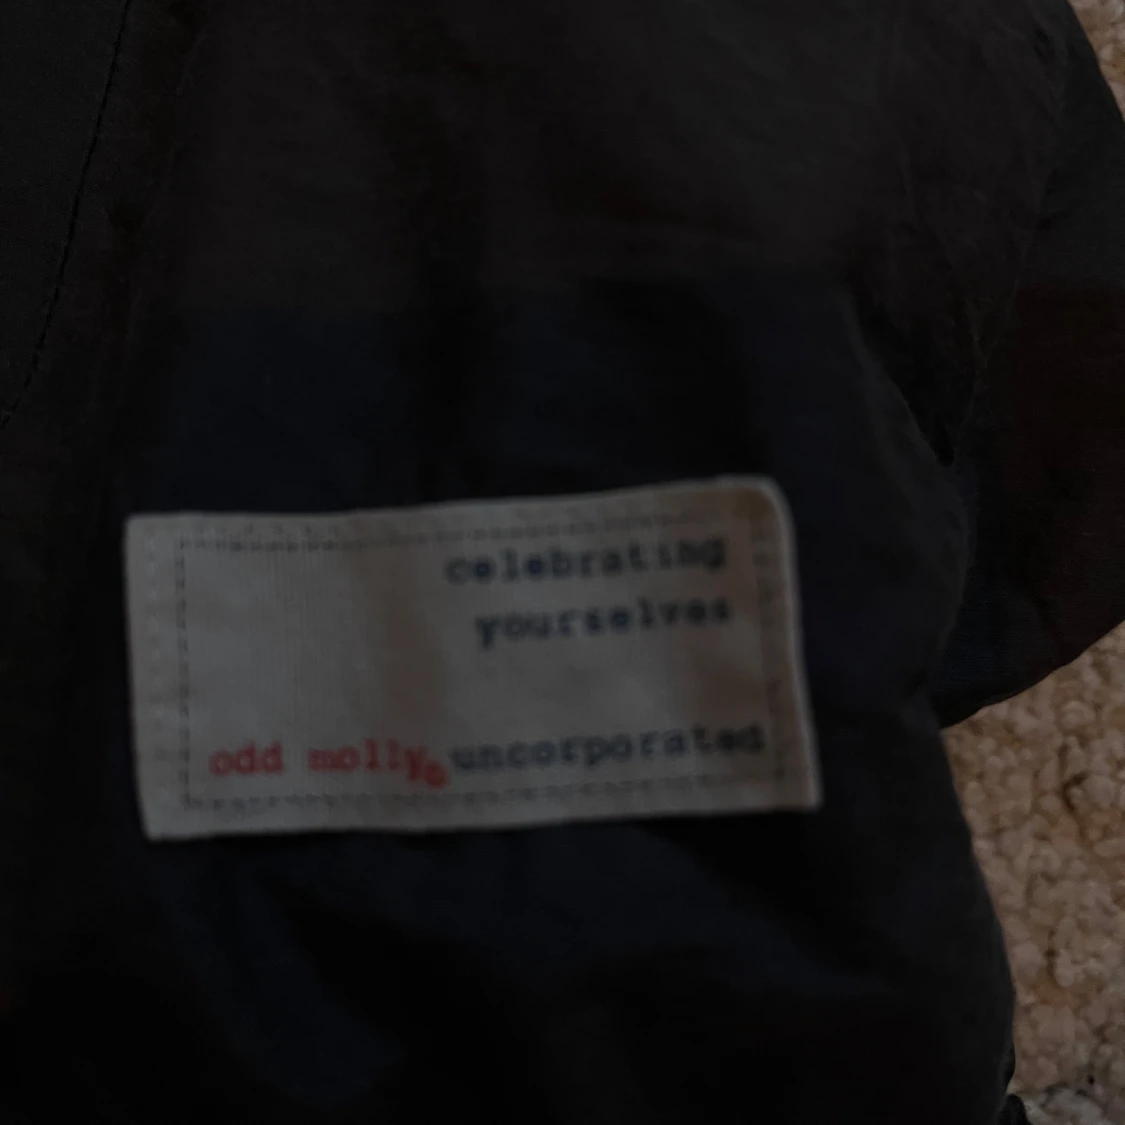 celebrating
yourselves
odd molly® uncorporated